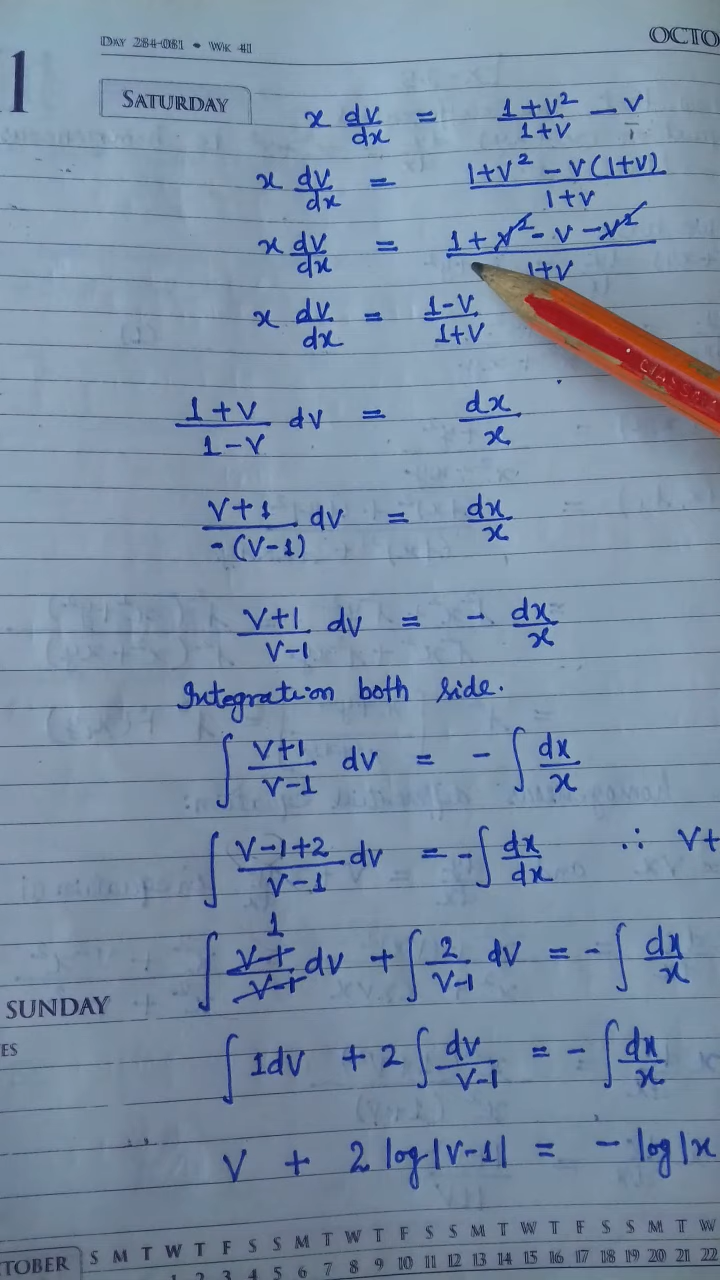 DAY 284-081 • WK 41
OCTO
1
SATURDAY
x dv/dx = (1+v²)/(1+v) - v
x dv/dx = (1+v² - v(1+v))/(1+v)
x dv/dx = (1+v² - v - v²)/(1+v)
x dv/dx = (1-v)/(1+v)
(1+v)/(1-v) dv = dx/x
(v+1)/(-(v-1)) dv = dx/x
(v+1)/(v-1) dv = - dx/x
Integration both side.
∫ (v+1)/(v-1) dv = - ∫ dx/x
∫ (v-1+2)/(v-1) dv = - ∫ dx/dx ∴ v+
1
∫ (v-1)/(v-1) dv + ∫ 2/(v-1) dv = - ∫ dx/x
SUNDAY
ES
∫ 1dv + 2 ∫ dv/(v-1) = - ∫ dx/x
v + 2 log|v-1| = - log|x
TOBER S M T W T F S S M T W T F S S M T W T F S S M T W
1 2 3 4 5 6 7 8 9 10 11 12 13 14 15 16 17 18 19 20 21 22